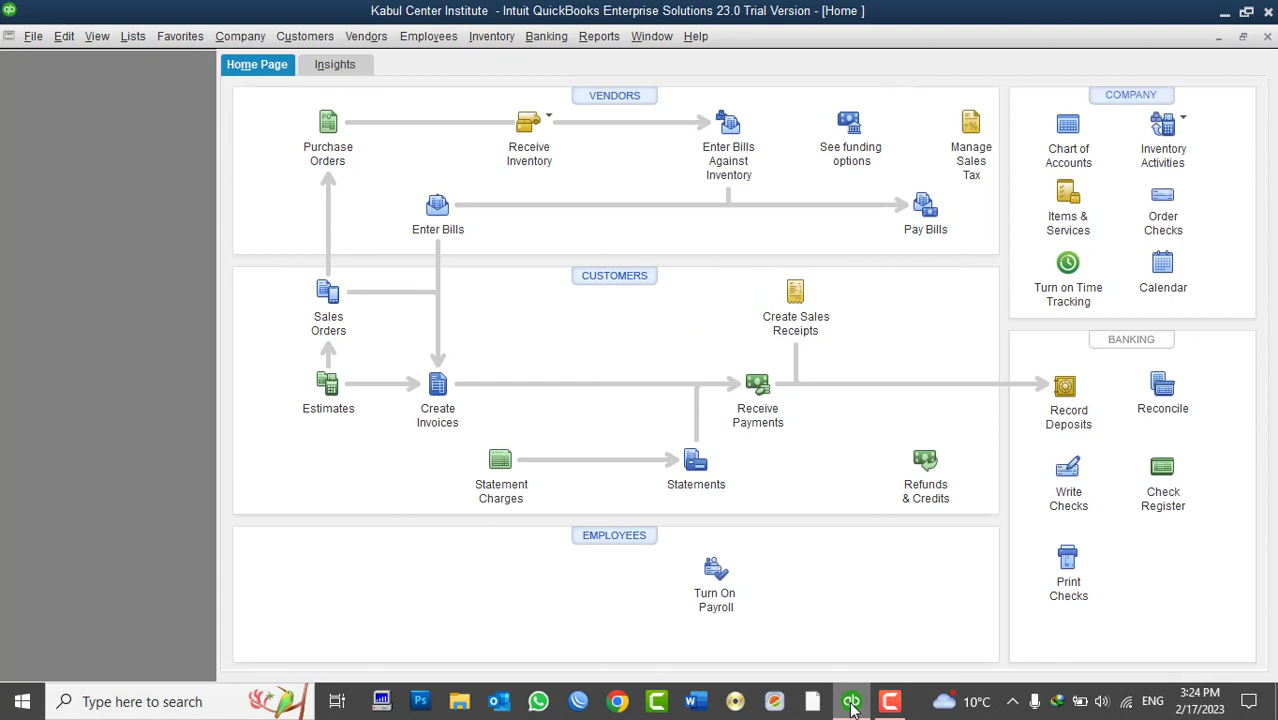 Kabul Center Institute - Intuit QuickBooks Enterprise Solutions 23.0 Trial Version - [Home ]
File Edit View Lists Favorites Company Customers Vendors Employees Inventory Banking Reports Window Help
Home Page
Insights
VENDORS
Purchase
Orders
Receive
Inventory
Enter Bills
Against
Inventory
See funding
options
Manage
Sales
Tax
Enter Bills
Pay Bills
CUSTOMERS
Sales
Orders
Create Sales
Receipts
Estimates
Create
Invoices
Receive
Payments
Statement
Charges
Statements
Refunds
& Credits
EMPLOYEES
Turn On
Payroll
COMPANY
Chart of
Accounts
Inventory
Activities
Items &
Services
Order
Checks
Turn on Time
Tracking
Calendar
BANKING
Record
Deposits
Reconcile
Write
Checks
Check
Register
Print
Checks
Type here to search
10°C
ENG
3:24 PM
2/17/2023